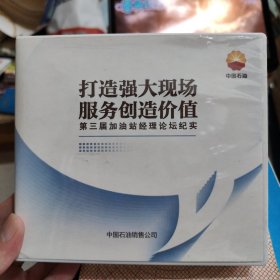 中国石油
打造强大现场
服务创造价值
第三届加油站经理论坛纪实
中国石油销售公司